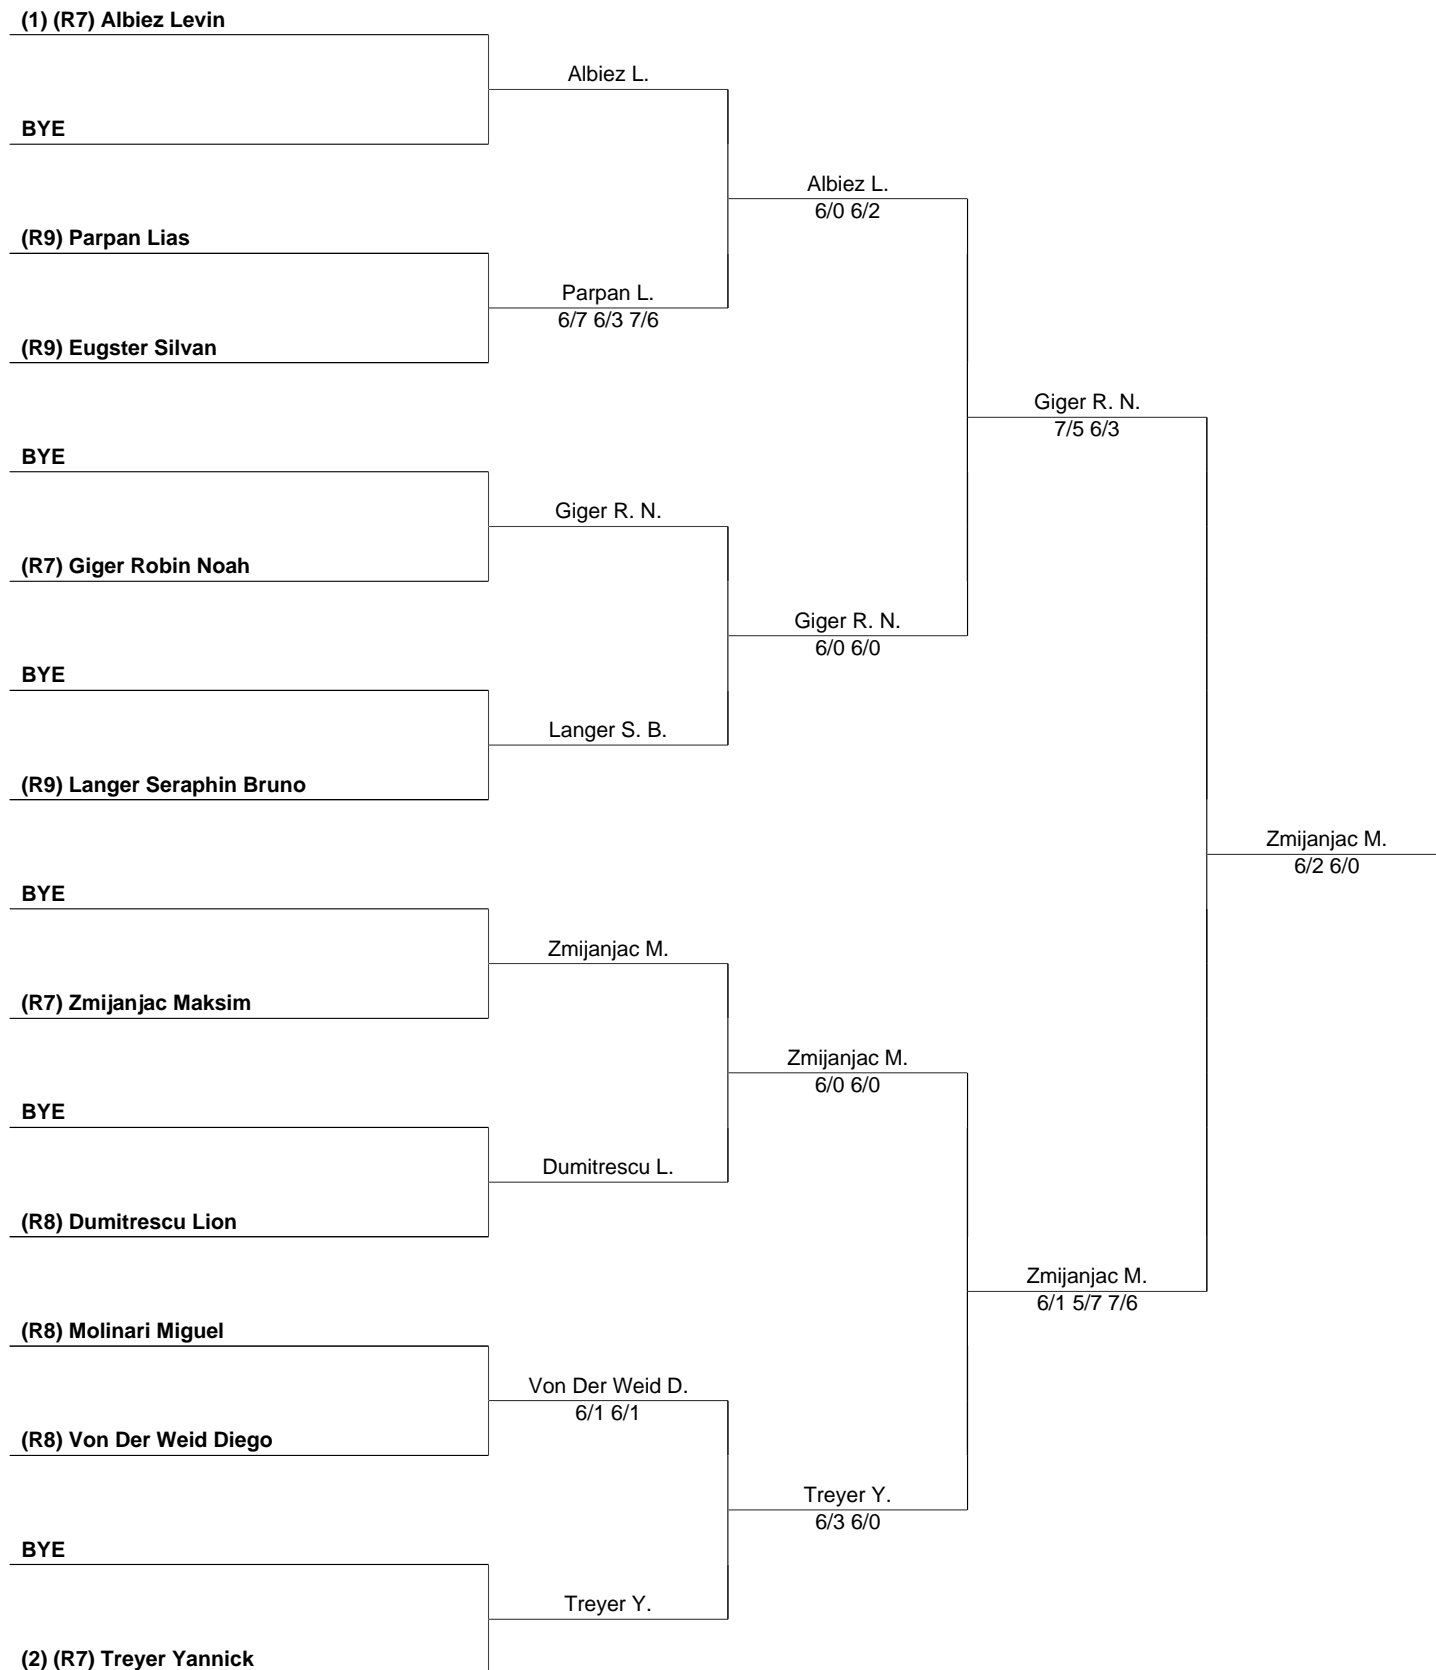 (1) (R7) Albiez Levin
Albiez L.
BYE
Albiez L.
6/0 6/2
(R9) Parpan Lias
Parpan L.
6/7 6/3 7/6
(R9) Eugster Silvan
Giger R. N.
7/5 6/3
BYE
Giger R. N.
(R7) Giger Robin Noah
Giger R. N.
6/0 6/0
BYE
Langer S. B.
(R9) Langer Seraphin Bruno
Zmijanjac M.
6/2 6/0
BYE
Zmijanjac M.
(R7) Zmijanjac Maksim
Zmijanjac M.
6/0 6/0
BYE
Dumitrescu L.
(R8) Dumitrescu Lion
Zmijanjac M.
6/1 5/7 7/6
(R8) Molinari Miguel
Von Der Weid D.
6/1 6/1
(R8) Von Der Weid Diego
Treyer Y.
6/3 6/0
BYE
Treyer Y.
(2) (R7) Treyer Yannick